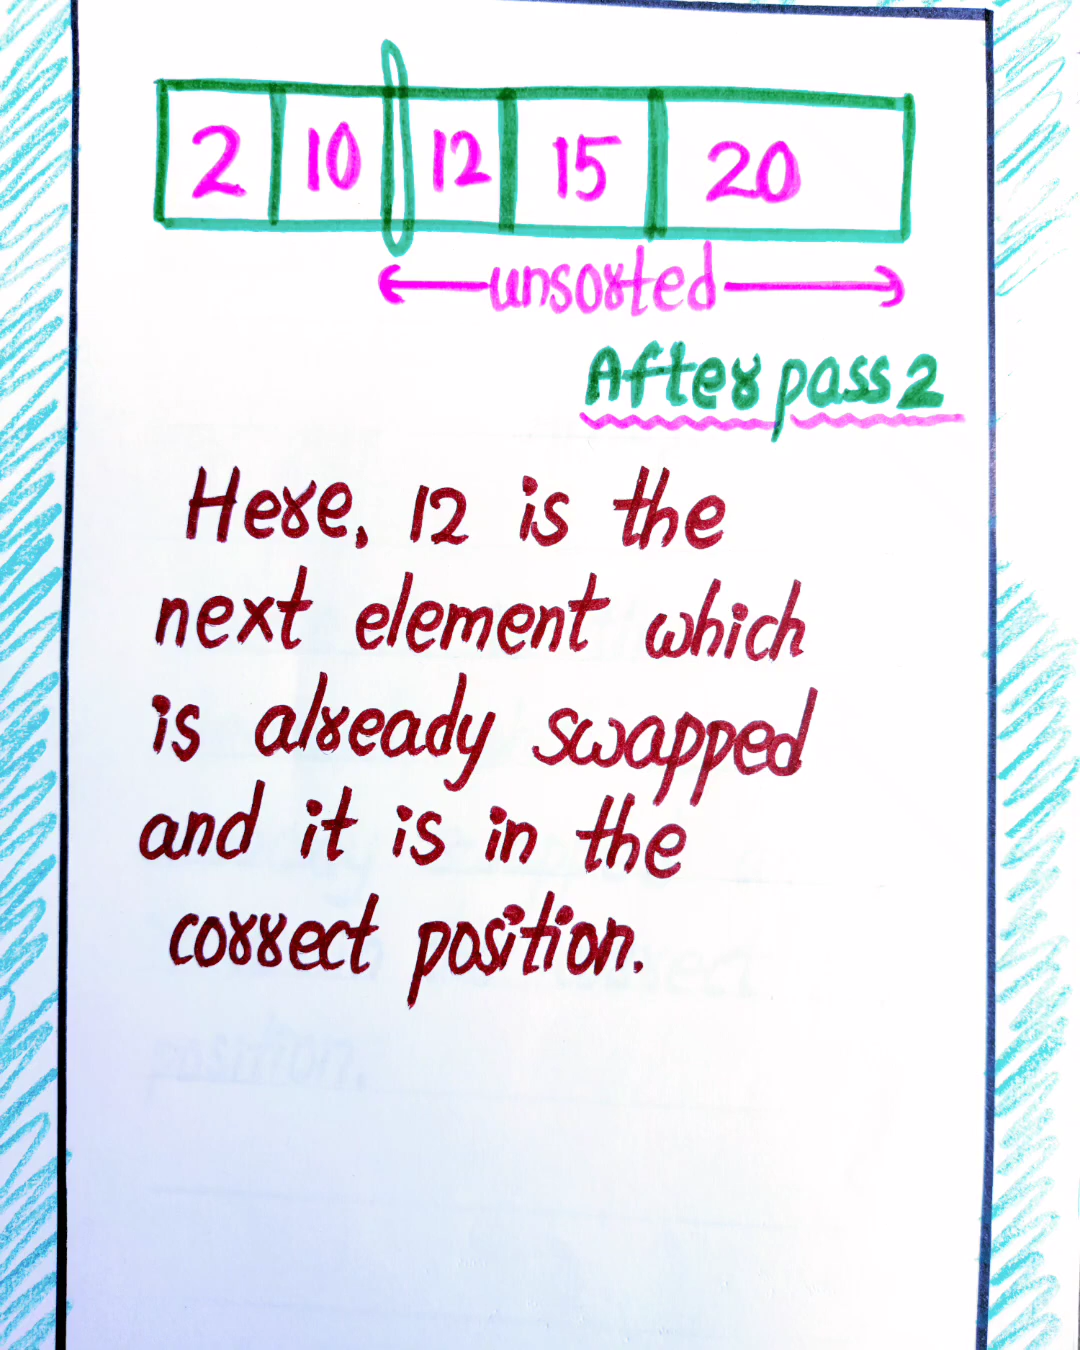 2 10 12 15 20
unsorted
After pass 2
Here, 12 is the
next element which
is already swapped
and it is in the
correct position.